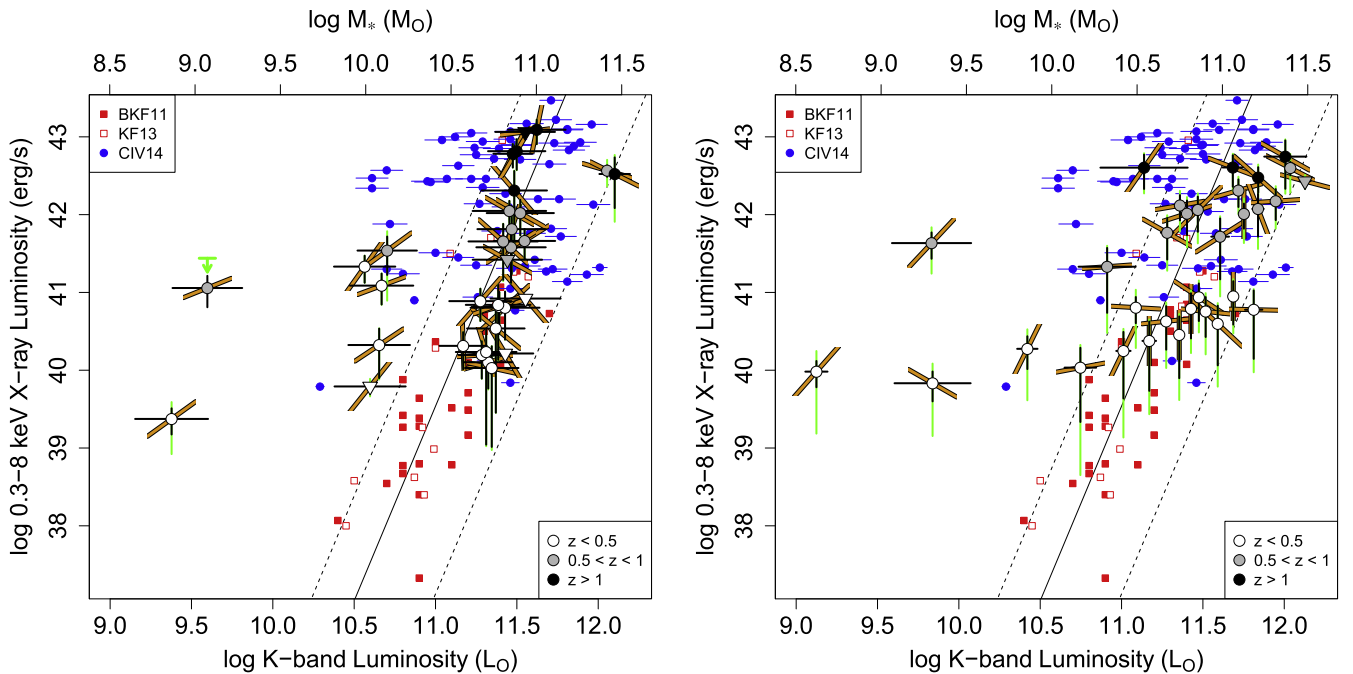 log M* (MO)
8.5 9.0 9.5 10.0 10.5 11.0 11.5
BKF11
KF13
CIV14
log 0.3−8 keV X−ray Luminosity (erg/s)
43
42
41
40
39
38
z < 0.5
0.5 < z < 1
z > 1
9.0 9.5 10.0 10.5 11.0 11.5 12.0
log K−band Luminosity (LO)
log M* (MO)
8.5 9.0 9.5 10.0 10.5 11.0 11.5
BKF11
KF13
CIV14
log 0.3−8 keV X−ray Luminosity (erg/s)
43
42
41
40
39
38
z < 0.5
0.5 < z < 1
z > 1
9.0 9.5 10.0 10.5 11.0 11.5 12.0
log K−band Luminosity (LO)